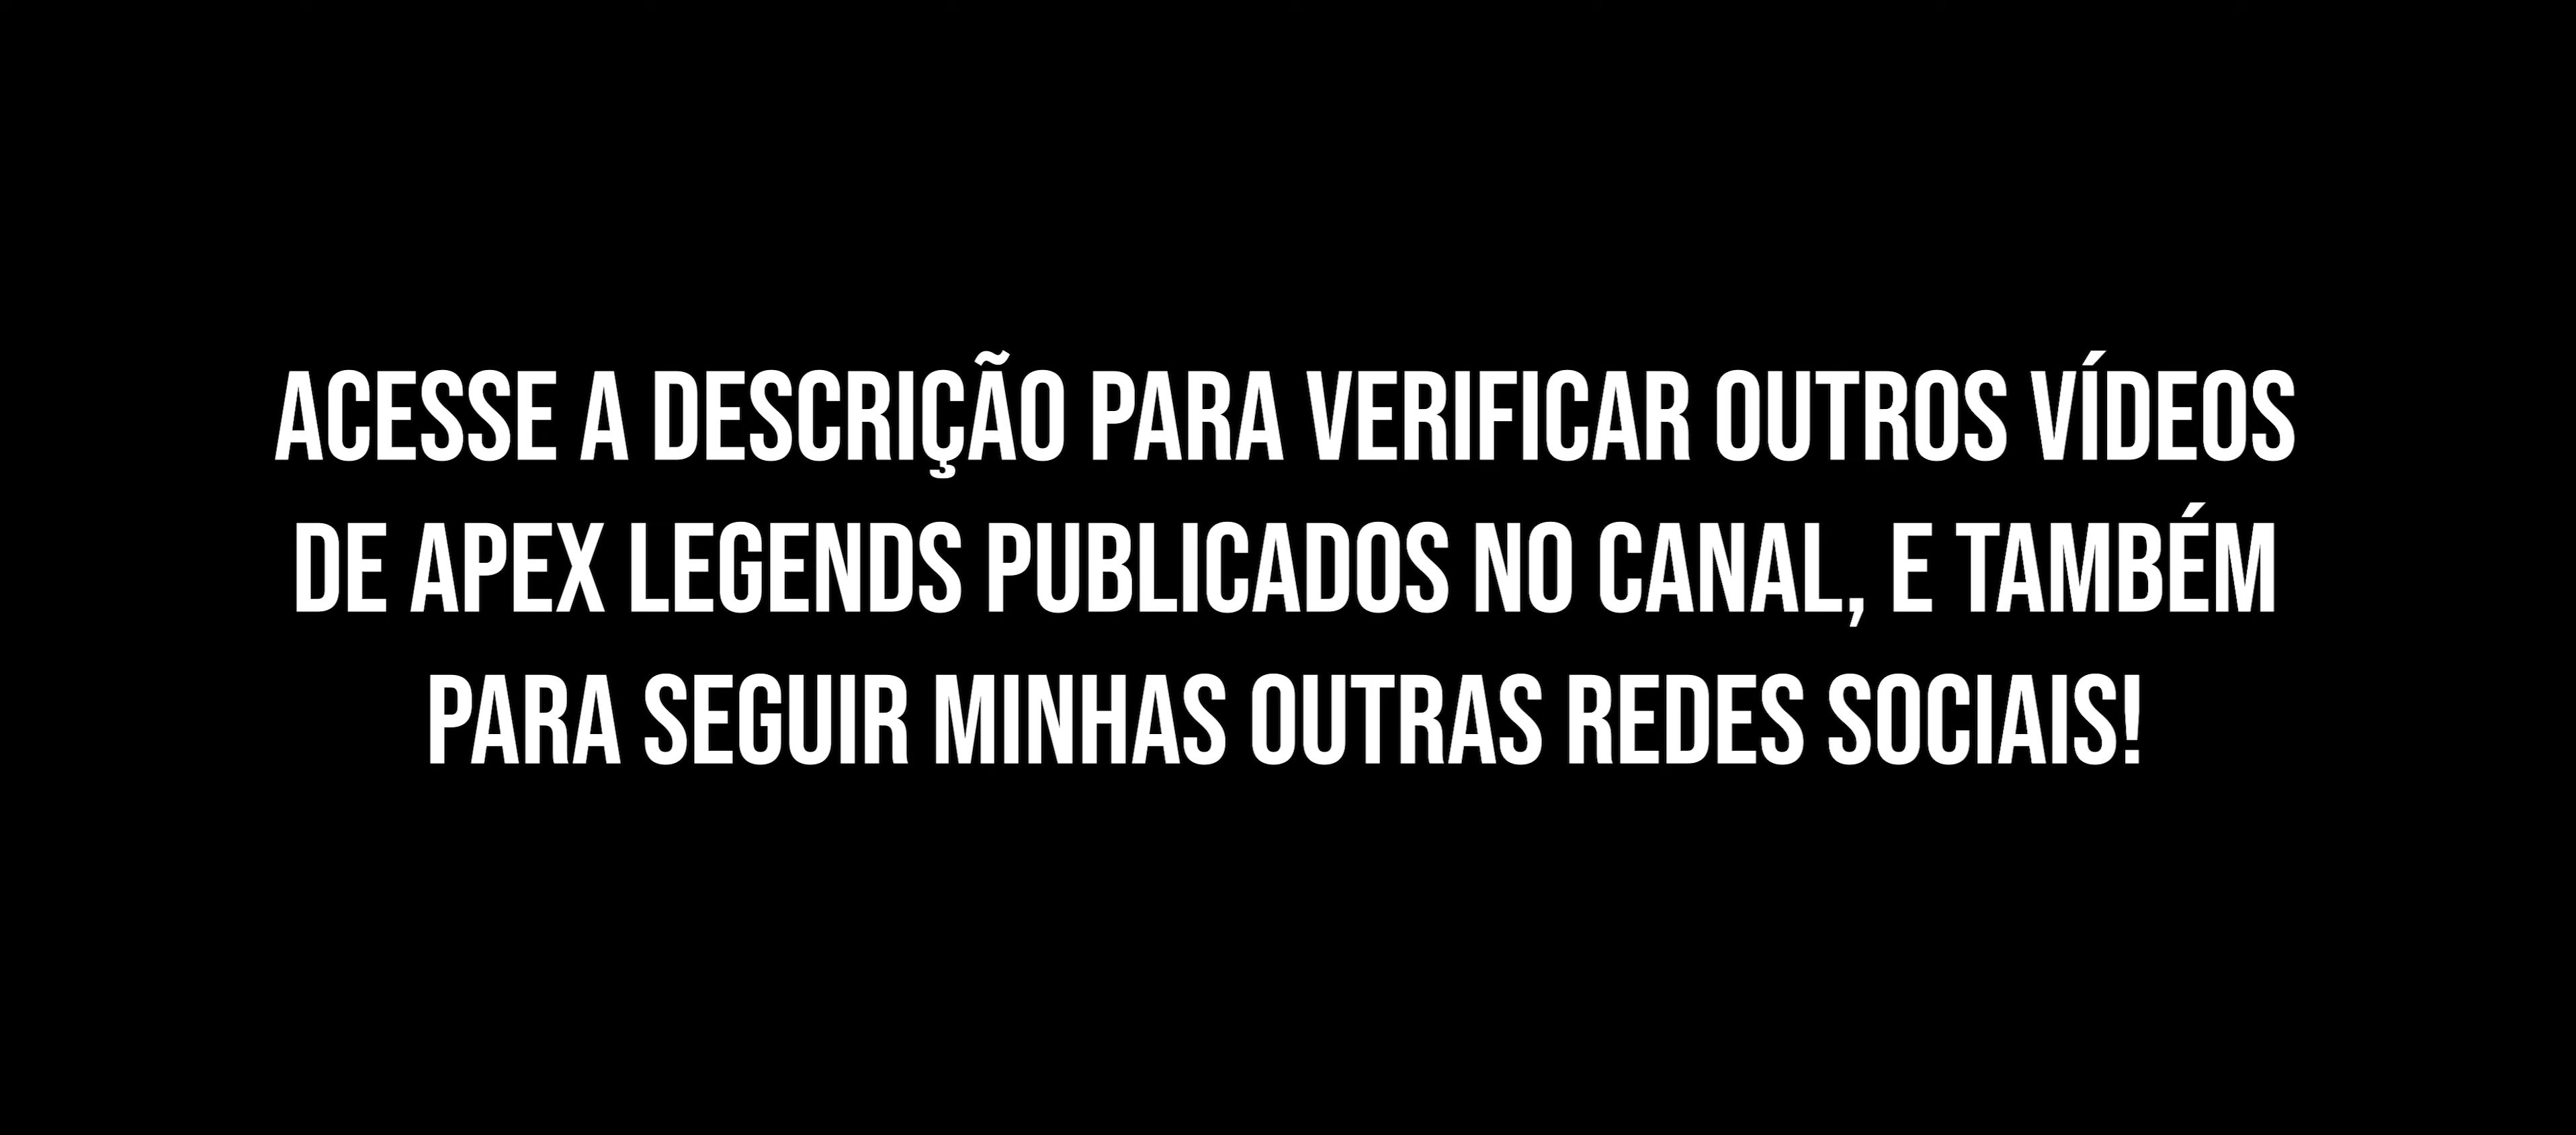 ACESSE A DESCRIÇÃO PARA VERIFICAR OUTROS VÍDEOS
DE APEX LEGENDS PUBLICADOS NO CANAL, E TAMBÉM
PARA SEGUIR MINHAS OUTRAS REDES SOCIAIS!